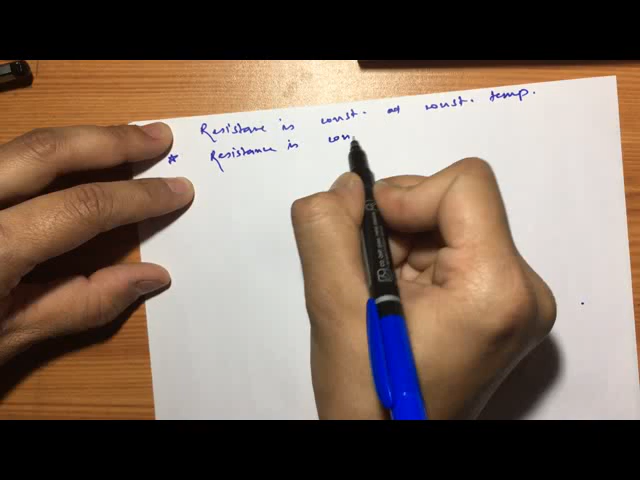 Resistance is const. at const. temp.
* Resistance is con